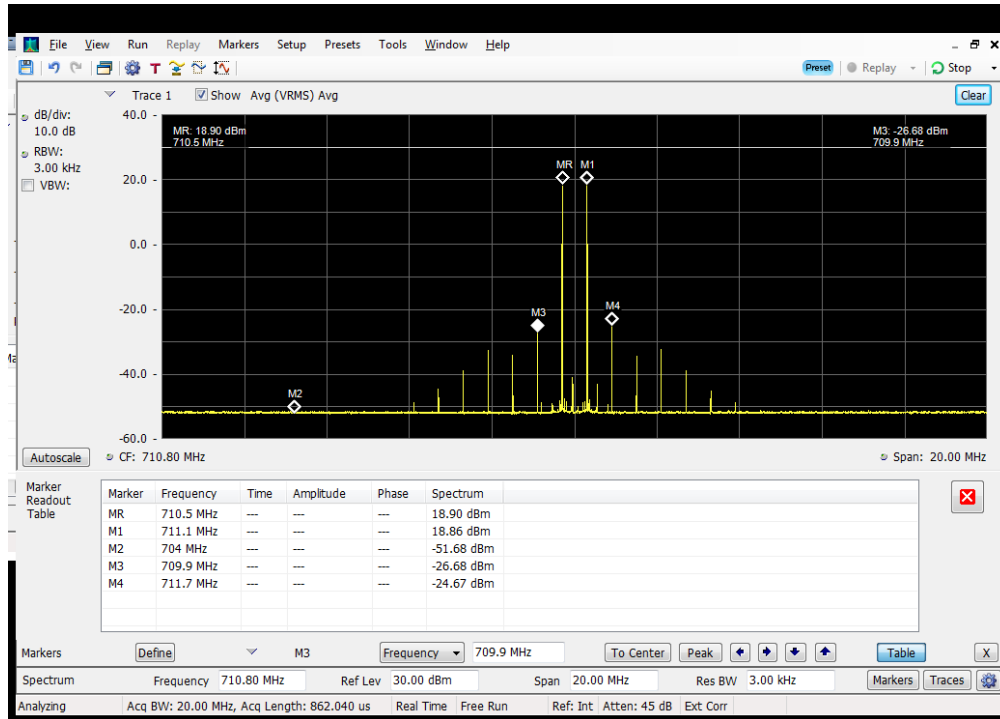 File View Run Replay Markers Setup Presets Tools Window Help
Preset Replay Stop
Trace 1 Show Avg (VRMS) Avg Clear
dB/div:
10.0 dB
RBW:
3.00 kHz
VBW:
40.0
20.0
0.0
-20.0
-40.0
-60.0
MR: 18.90 dBm
710.5 MHz
M3: -26.68 dBm
709.9 MHz
MR M1
M3 M4
M2
Autoscale CF: 710.80 MHz Span: 20.00 MHz
Marker
Readout
Table
Marker Frequency Time Amplitude Phase Spectrum
MR 710.5 MHz --- --- --- 18.90 dBm
M1 711.1 MHz --- --- --- 18.86 dBm
M2 704 MHz --- --- --- -51.68 dBm
M3 709.9 MHz --- --- --- -26.68 dBm
M4 711.7 MHz --- --- --- -24.67 dBm
Markers Define M3 Frequency 709.9 MHz To Center Peak Table X
Spectrum Frequency 710.80 MHz Ref Lev 30.00 dBm Span 20.00 MHz Res BW 3.00 kHz Markers Traces
Analyzing Acq BW: 20.00 MHz, Acq Length: 862.040 us Real Time Free Run Ref: Int Atten: 45 dB Ext Corr